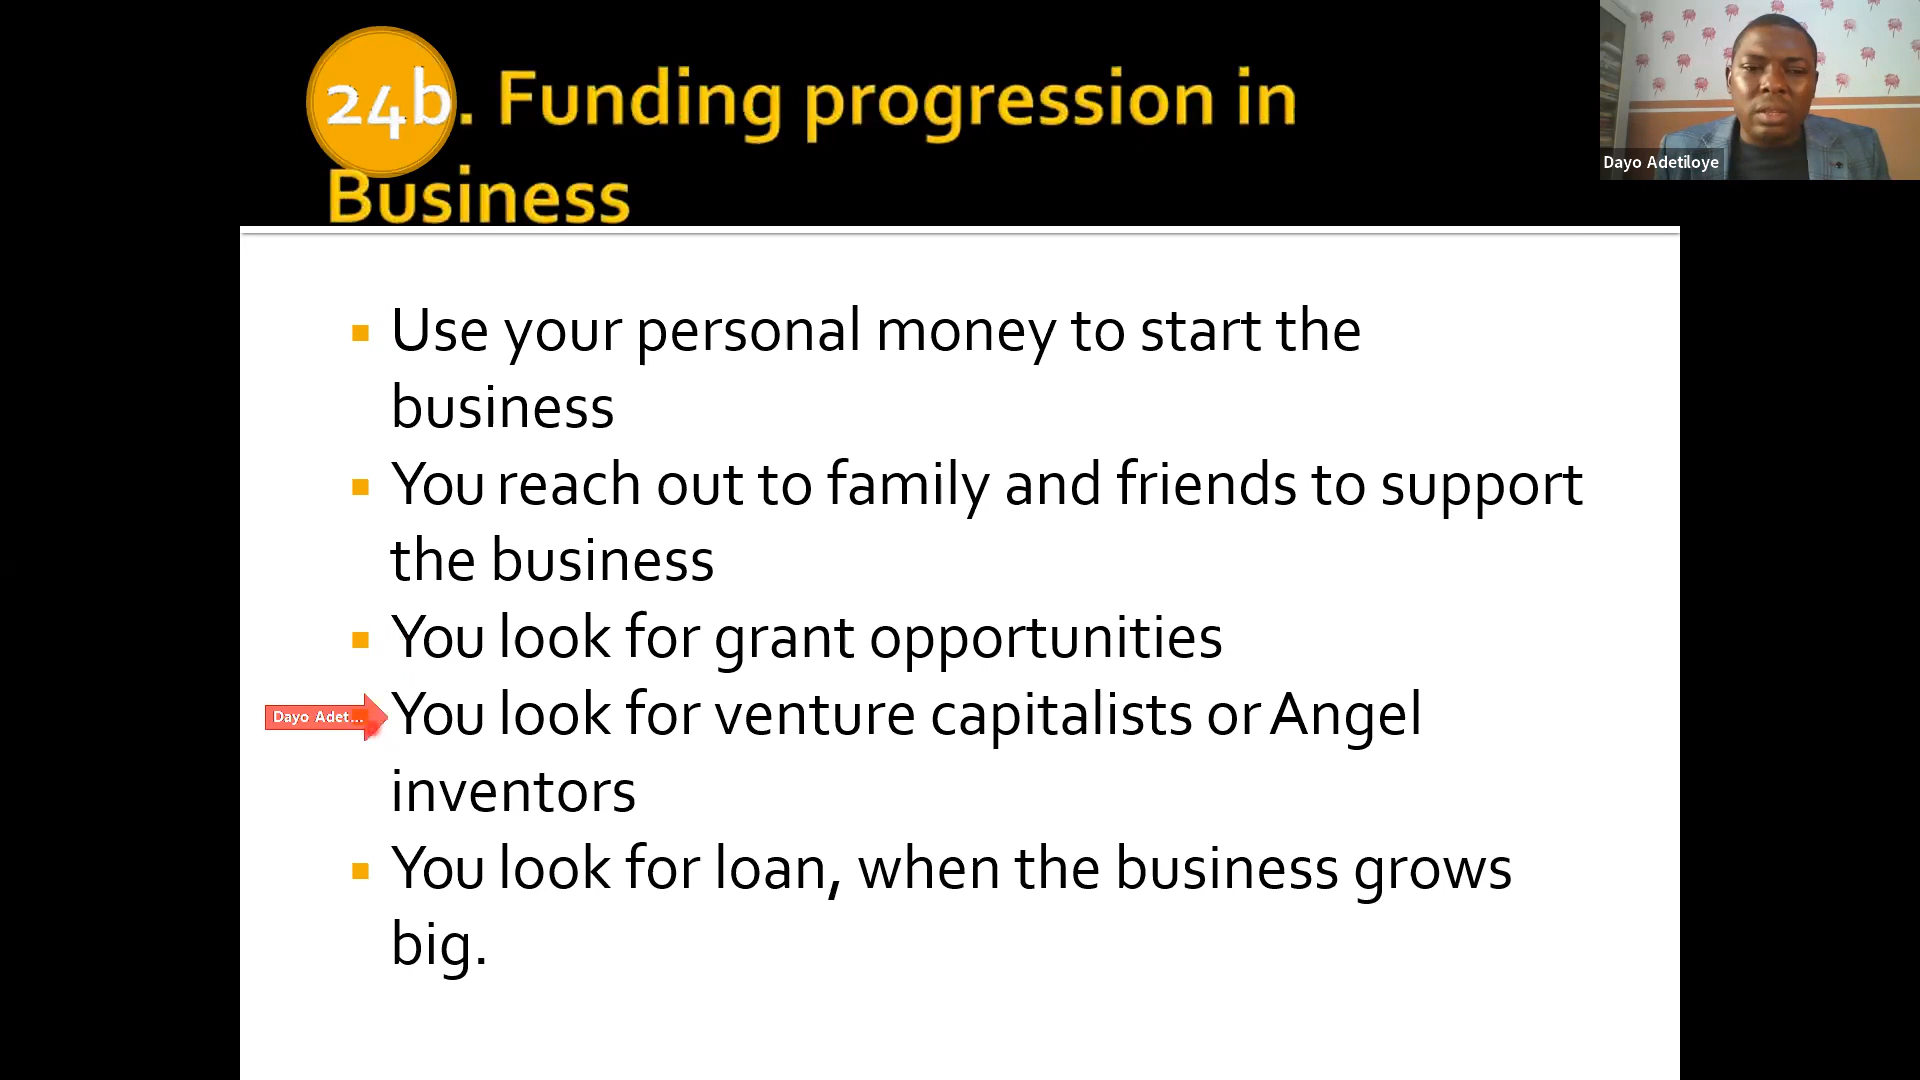 24b. Funding progression in
Business
Dayo Adetiloye
Use your personal money to start the
business
You reach out to family and friends to support
the business
You look for grant opportunities
Dayo Adet...
You look for venture capitalists or Angel
inventors
You look for loan, when the business grows
big.